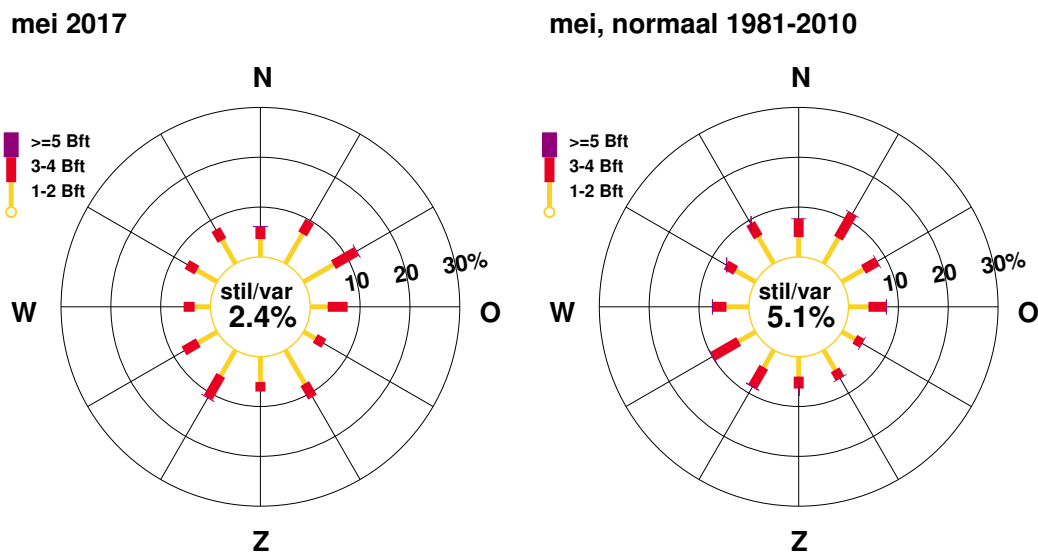 mei 2017
N
>=5 Bft
3-4 Bft
1-2 Bft
10
20
30%
W
stil/var
2.4%
O
Z
mei, normaal 1981-2010
N
>=5 Bft
3-4 Bft
1-2 Bft
10
20
30%
W
stil/var
5.1%
O
Z